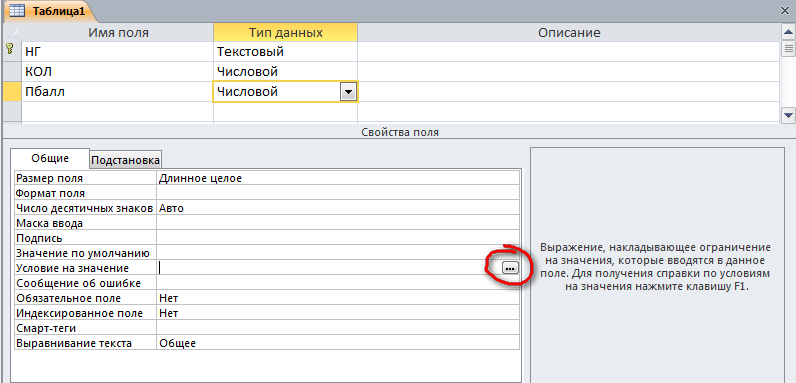 Таблица1
Имя поля Тип данных Описание
НГ Текстовый
КОЛ Числовой
Пбалл Числовой
Свойства поля
Общие Подстановка
Размер поля Длинное целое
Формат поля
Число десятичных знаков Авто
Маска ввода
Подпись
Значение по умолчанию
Условие на значение ...
Сообщение об ошибке
Обязательное поле Нет
Индексированное поле Нет
Смарт-теги
Выравнивание текста Общее
Выражение, накладывающее ограничение
на значения, которые вводятся в данное
поле. Для получения справки по условиям
на значения нажмите клавишу F1.